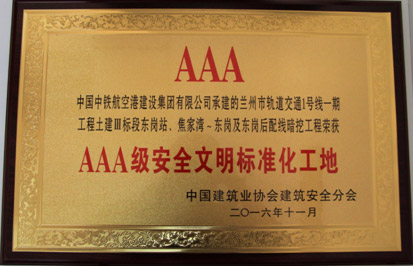 AAA
中国中铁航空港建设集团有限公司承建的兰州市轨道交通1号线一期
工程土建Ⅲ标段东岗站、焦家湾～东岗及东岗后配线暗挖工程荣获
AAA级安全文明标准化工地
中国建筑业协会建筑安全分会
二〇一六年十一月